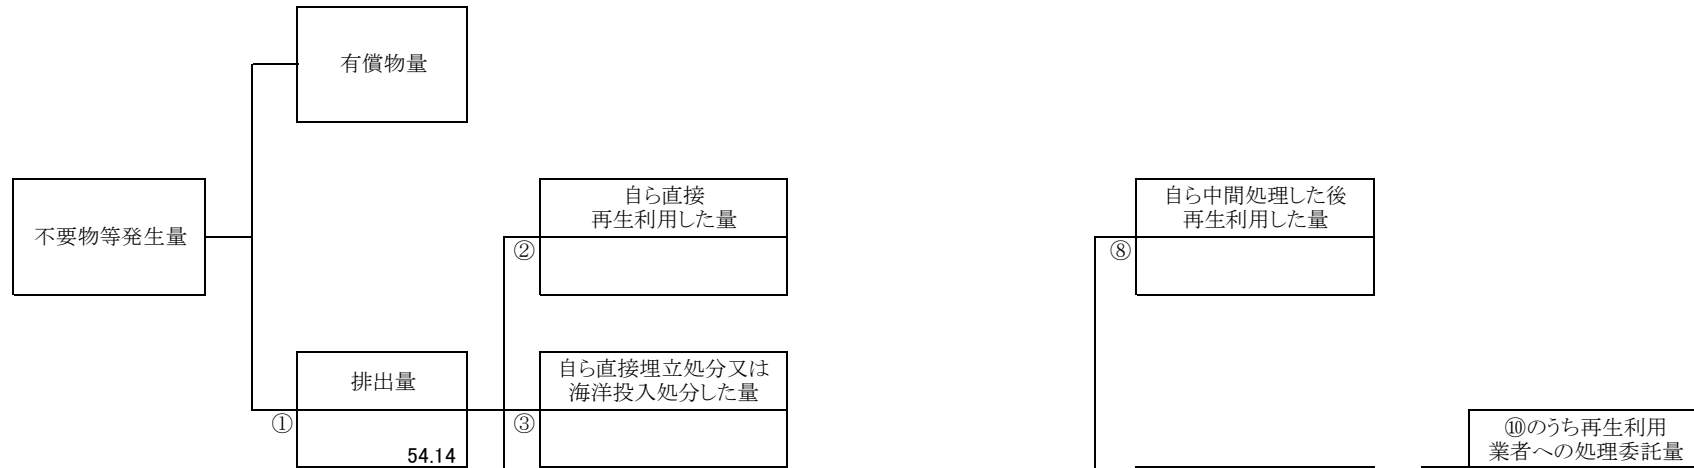 有償物量
不要物等発生量
自ら直接
再生利用した量
②
自ら中間処理した後
再生利用した量
⑧
排出量
①
54.14
自ら直接埋立処分又は
海洋投入処分した量
③
⑩のうち再生利用
業者への処理委託量